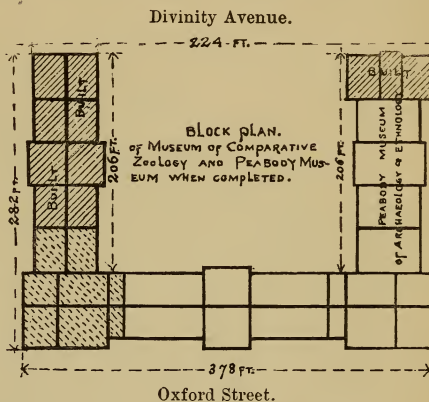 Divinity Avenue.
224 FT.
BUILT
BUILT
BUILT
282 FT.
206 FT.
206 FT.
BLOCK PLAN.
OF MUSEUM OF COMPARATIVE
ZOOLOGY AND PEABODY MUS-
EUM WHEN COMPLETED.
PEABODY MUSEUM
OF ARCHAEOLOGY & ETHNOLOGY
378 FT.
Oxford Street.